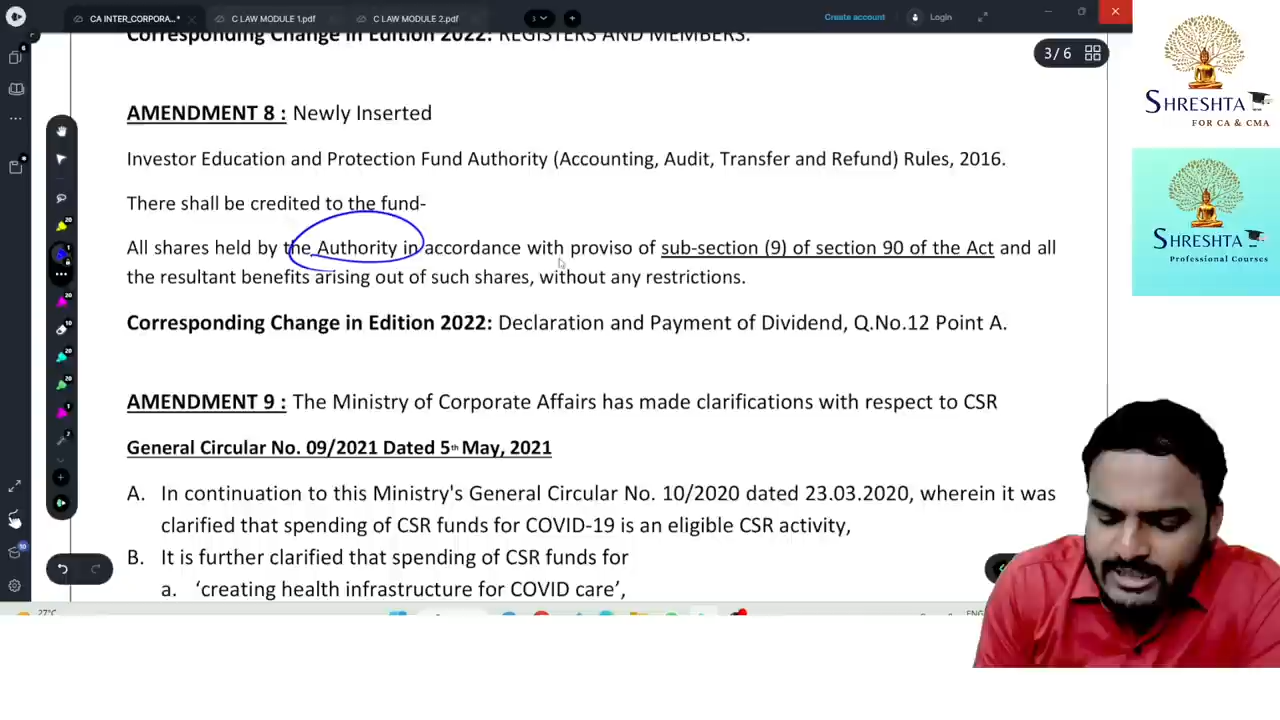 CA INTER_CORPORA...*
C LAW MODULE 1.pdf
C LAW MODULE 2.pdf
3
Create account
Login
Corresponding Change in Edition 2022: REGISTERS AND MEMBERS.
3/6
AMENDMENT 8 : Newly Inserted
Investor Education and Protection Fund Authority (Accounting, Audit, Transfer and Refund) Rules, 2016.
There shall be credited to the fund-
All shares held by the Authority in accordance with proviso of sub-section (9) of section 90 of the Act and all
the resultant benefits arising out of such shares, without any restrictions.
Corresponding Change in Edition 2022: Declaration and Payment of Dividend, Q.No.12 Point A.
AMENDMENT 9 : The Ministry of Corporate Affairs has made clarifications with respect to CSR
General Circular No. 09/2021 Dated 5th May, 2021
A. In continuation to this Ministry's General Circular No. 10/2020 dated 23.03.2020, wherein it was
clarified that spending of CSR funds for COVID-19 is an eligible CSR activity,
B. It is further clarified that spending of CSR funds for
a. ‘creating health infrastructure for COVID care’,
27°C
SHRESHTA
FOR CA & CMA
SHRESHTA
Professional Courses